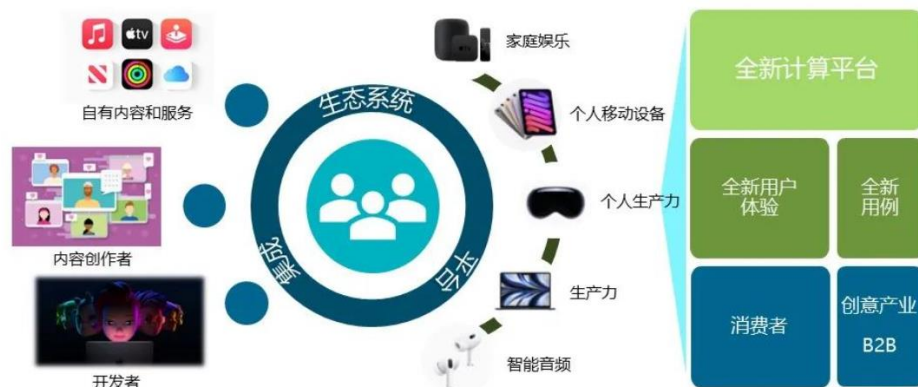 tv
自有内容和服务
内容创作者
开发者
生态系统
集成
平台
家庭娱乐
个人移动设备
个人生产力
生产力
智能音频
全新计算平台
全新用户
体验
全新
用例
消费者
创意产业
B2B